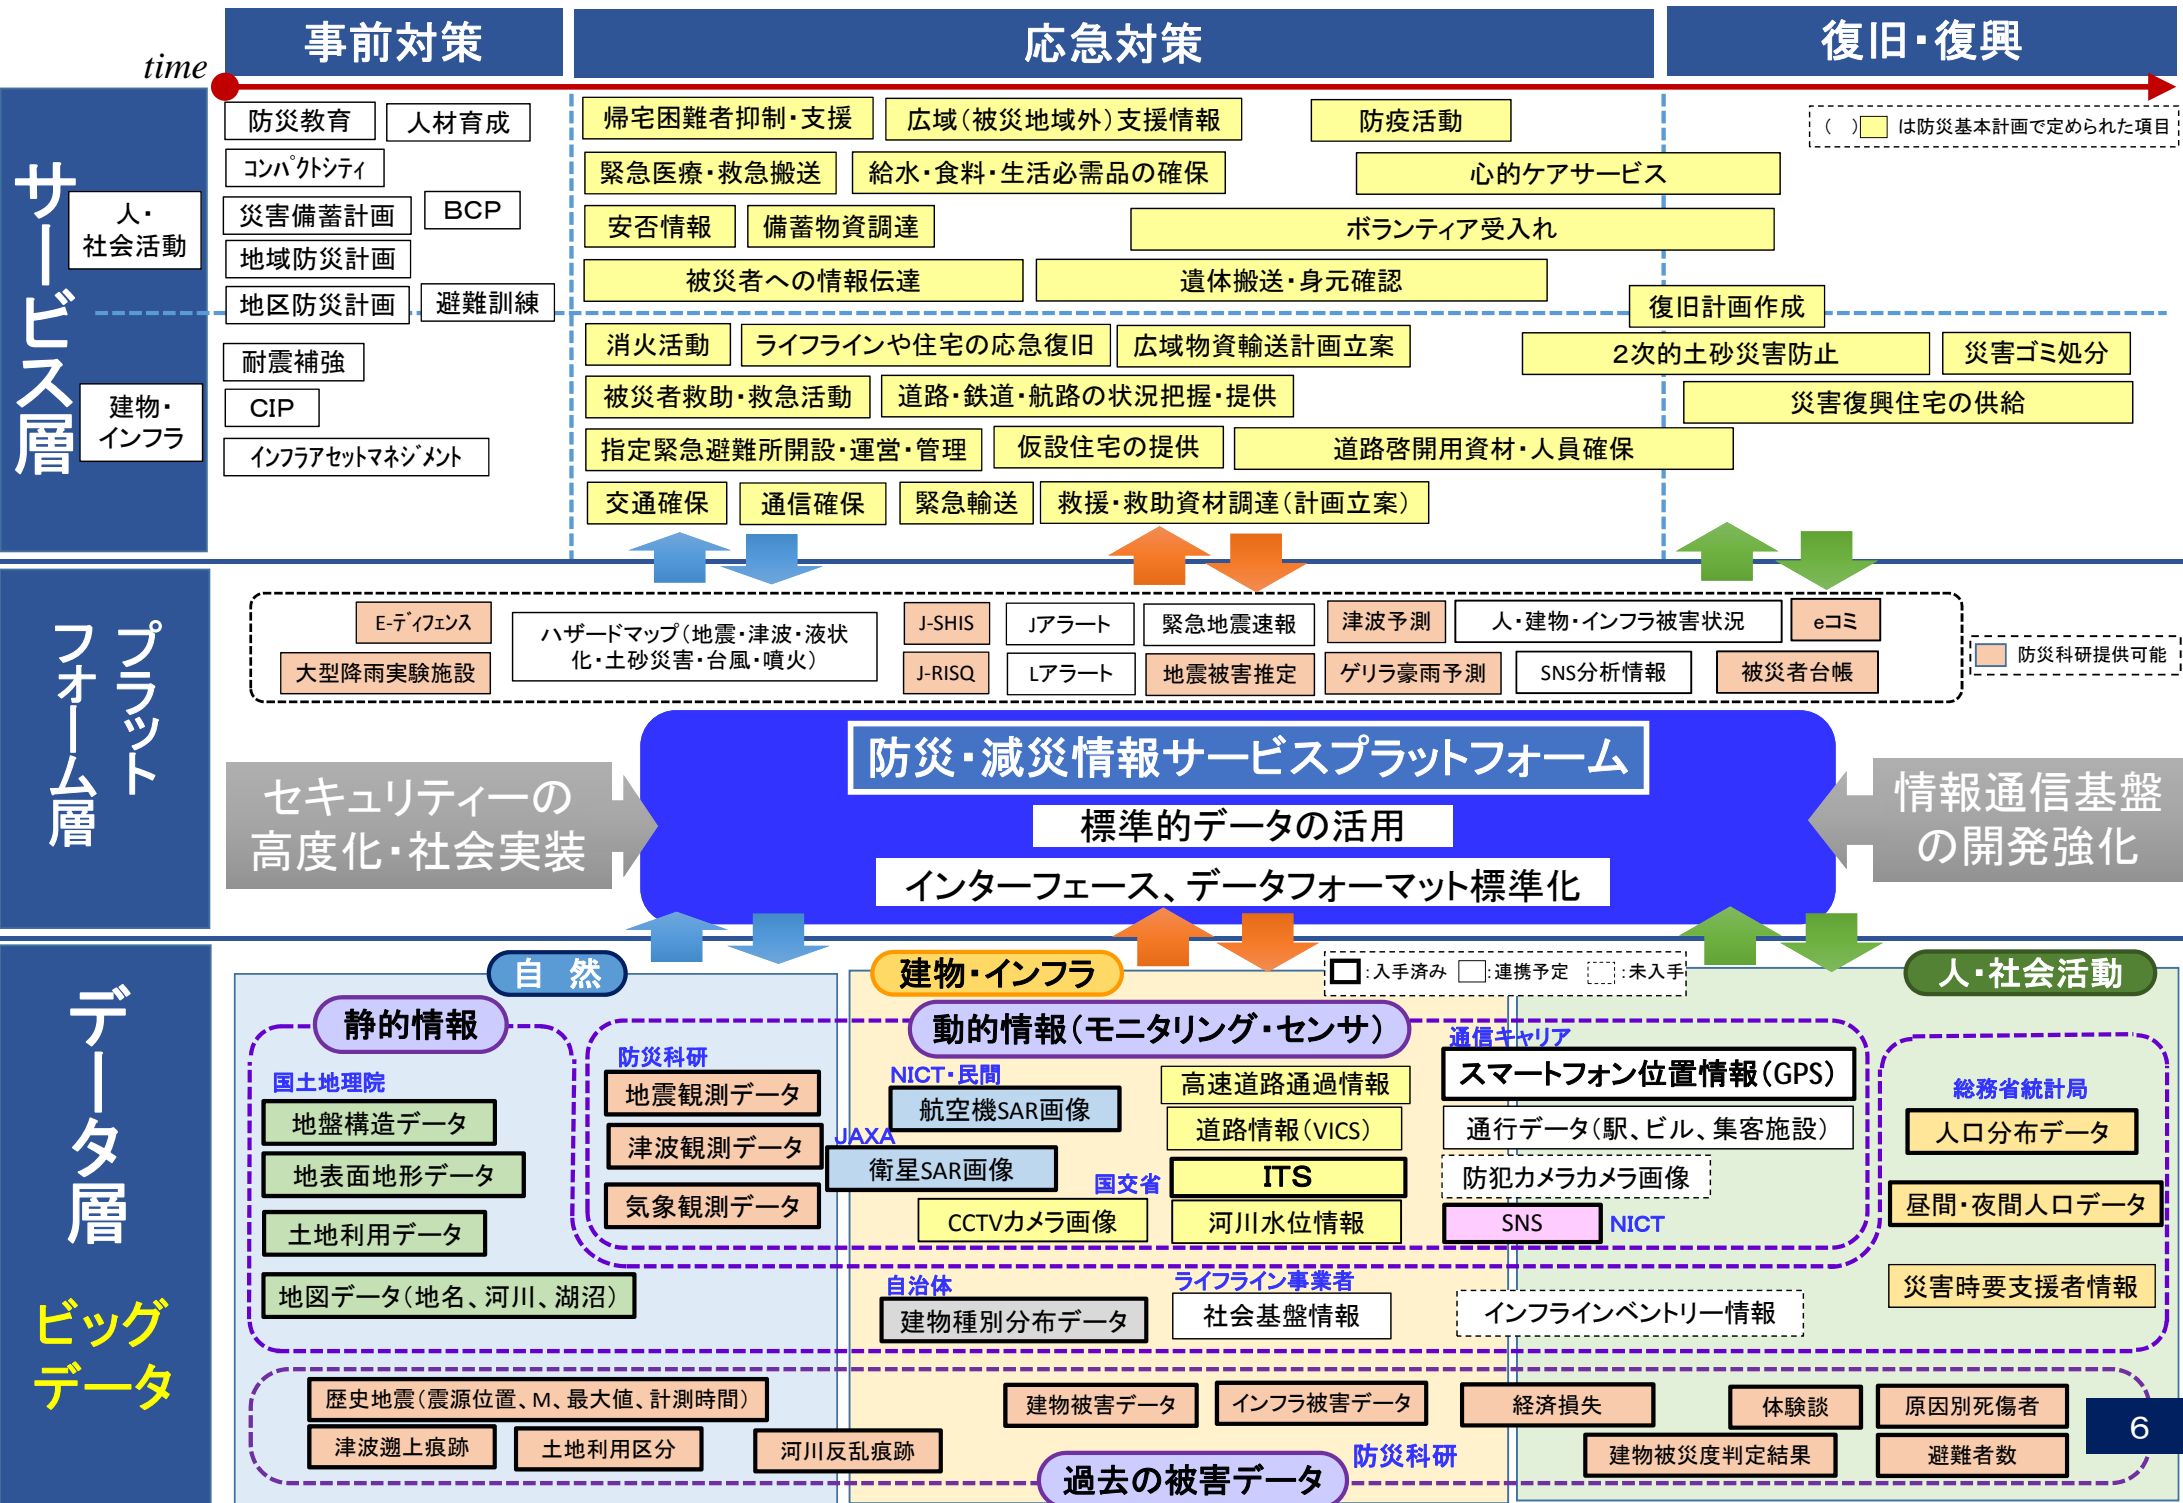 事前対策
応急対策
復旧・復興
time
サービス層
人・
社会活動
建物・
インフラ
防災教育
人材育成
コンパクトシティ
災害備蓄計画
BCP
地域防災計画
地区防災計画
避難訓練
耐震補強
CIP
インフラアセットマネジメント
帰宅困難者抑制・支援
広域（被災地域外）支援情報
防疫活動
（　）は防災基本計画で定められた項目
緊急医療・救急搬送
給水・食料・生活必需品の確保
心的ケアサービス
安否情報
備蓄物資調達
ボランティア受入れ
被災者への情報伝達
遺体搬送・身元確認
復旧計画作成
消火活動
ライフラインや住宅の応急復旧
広域物資輸送計画立案
2次的土砂災害防止
災害ゴミ処分
被災者救助・救急活動
道路・鉄道・航路の状況把握・提供
災害復興住宅の供給
指定緊急避難所開設・運営・管理
仮設住宅の提供
道路啓開用資材・人員確保
交通確保
通信確保
緊急輸送
救援・救助資材調達（計画立案）
プラット
フォーム層
E-ディフェンス
大型降雨実験施設
ハザードマップ（地震・津波・液状
化・土砂災害・台風・噴火）
J-SHIS
J-RISQ
Jアラート
Lアラート
緊急地震速報
地震被害推定
津波予測
ゲリラ豪雨予測
人・建物・インフラ被害状況
SNS分析情報
eコミ
被災者台帳
防災科研提供可能
防災・減災情報サービスプラットフォーム
標準的データの活用
インターフェース、データフォーマット標準化
セキュリティーの
高度化・社会実装
情報通信基盤
の開発強化
データ層
ビッグ
データ
自　然
建物・インフラ
：入手済み　：連携予定　：未入手
人・社会活動
静的情報
動的情報（モニタリング・センサ）
国土地理院
地盤構造データ
地表面地形データ
土地利用データ
地図データ（地名、河川、湖沼）
防災科研
地震観測データ
津波観測データ
気象観測データ
NICT・民間
航空機SAR画像
JAXA
衛星SAR画像
CCTVカメラ画像
国交省
高速道路通過情報
道路情報（VICS）
ITS
河川水位情報
通信キャリア
スマートフォン位置情報（GPS）
通行データ（駅、ビル、集客施設）
防犯カメラカメラ画像
SNS
NICT
総務省統計局
人口分布データ
昼間・夜間人口データ
災害時要支援者情報
自治体
建物種別分布データ
ライフライン事業者
社会基盤情報
インフラインベントリー情報
歴史地震（震源位置、M、最大値、計測時間）
津波遡上痕跡
土地利用区分
河川反乱痕跡
建物被害データ
インフラ被害データ
経済損失
体験談
原因別死傷者
建物被災度判定結果
避難者数
過去の被害データ
防災科研
6